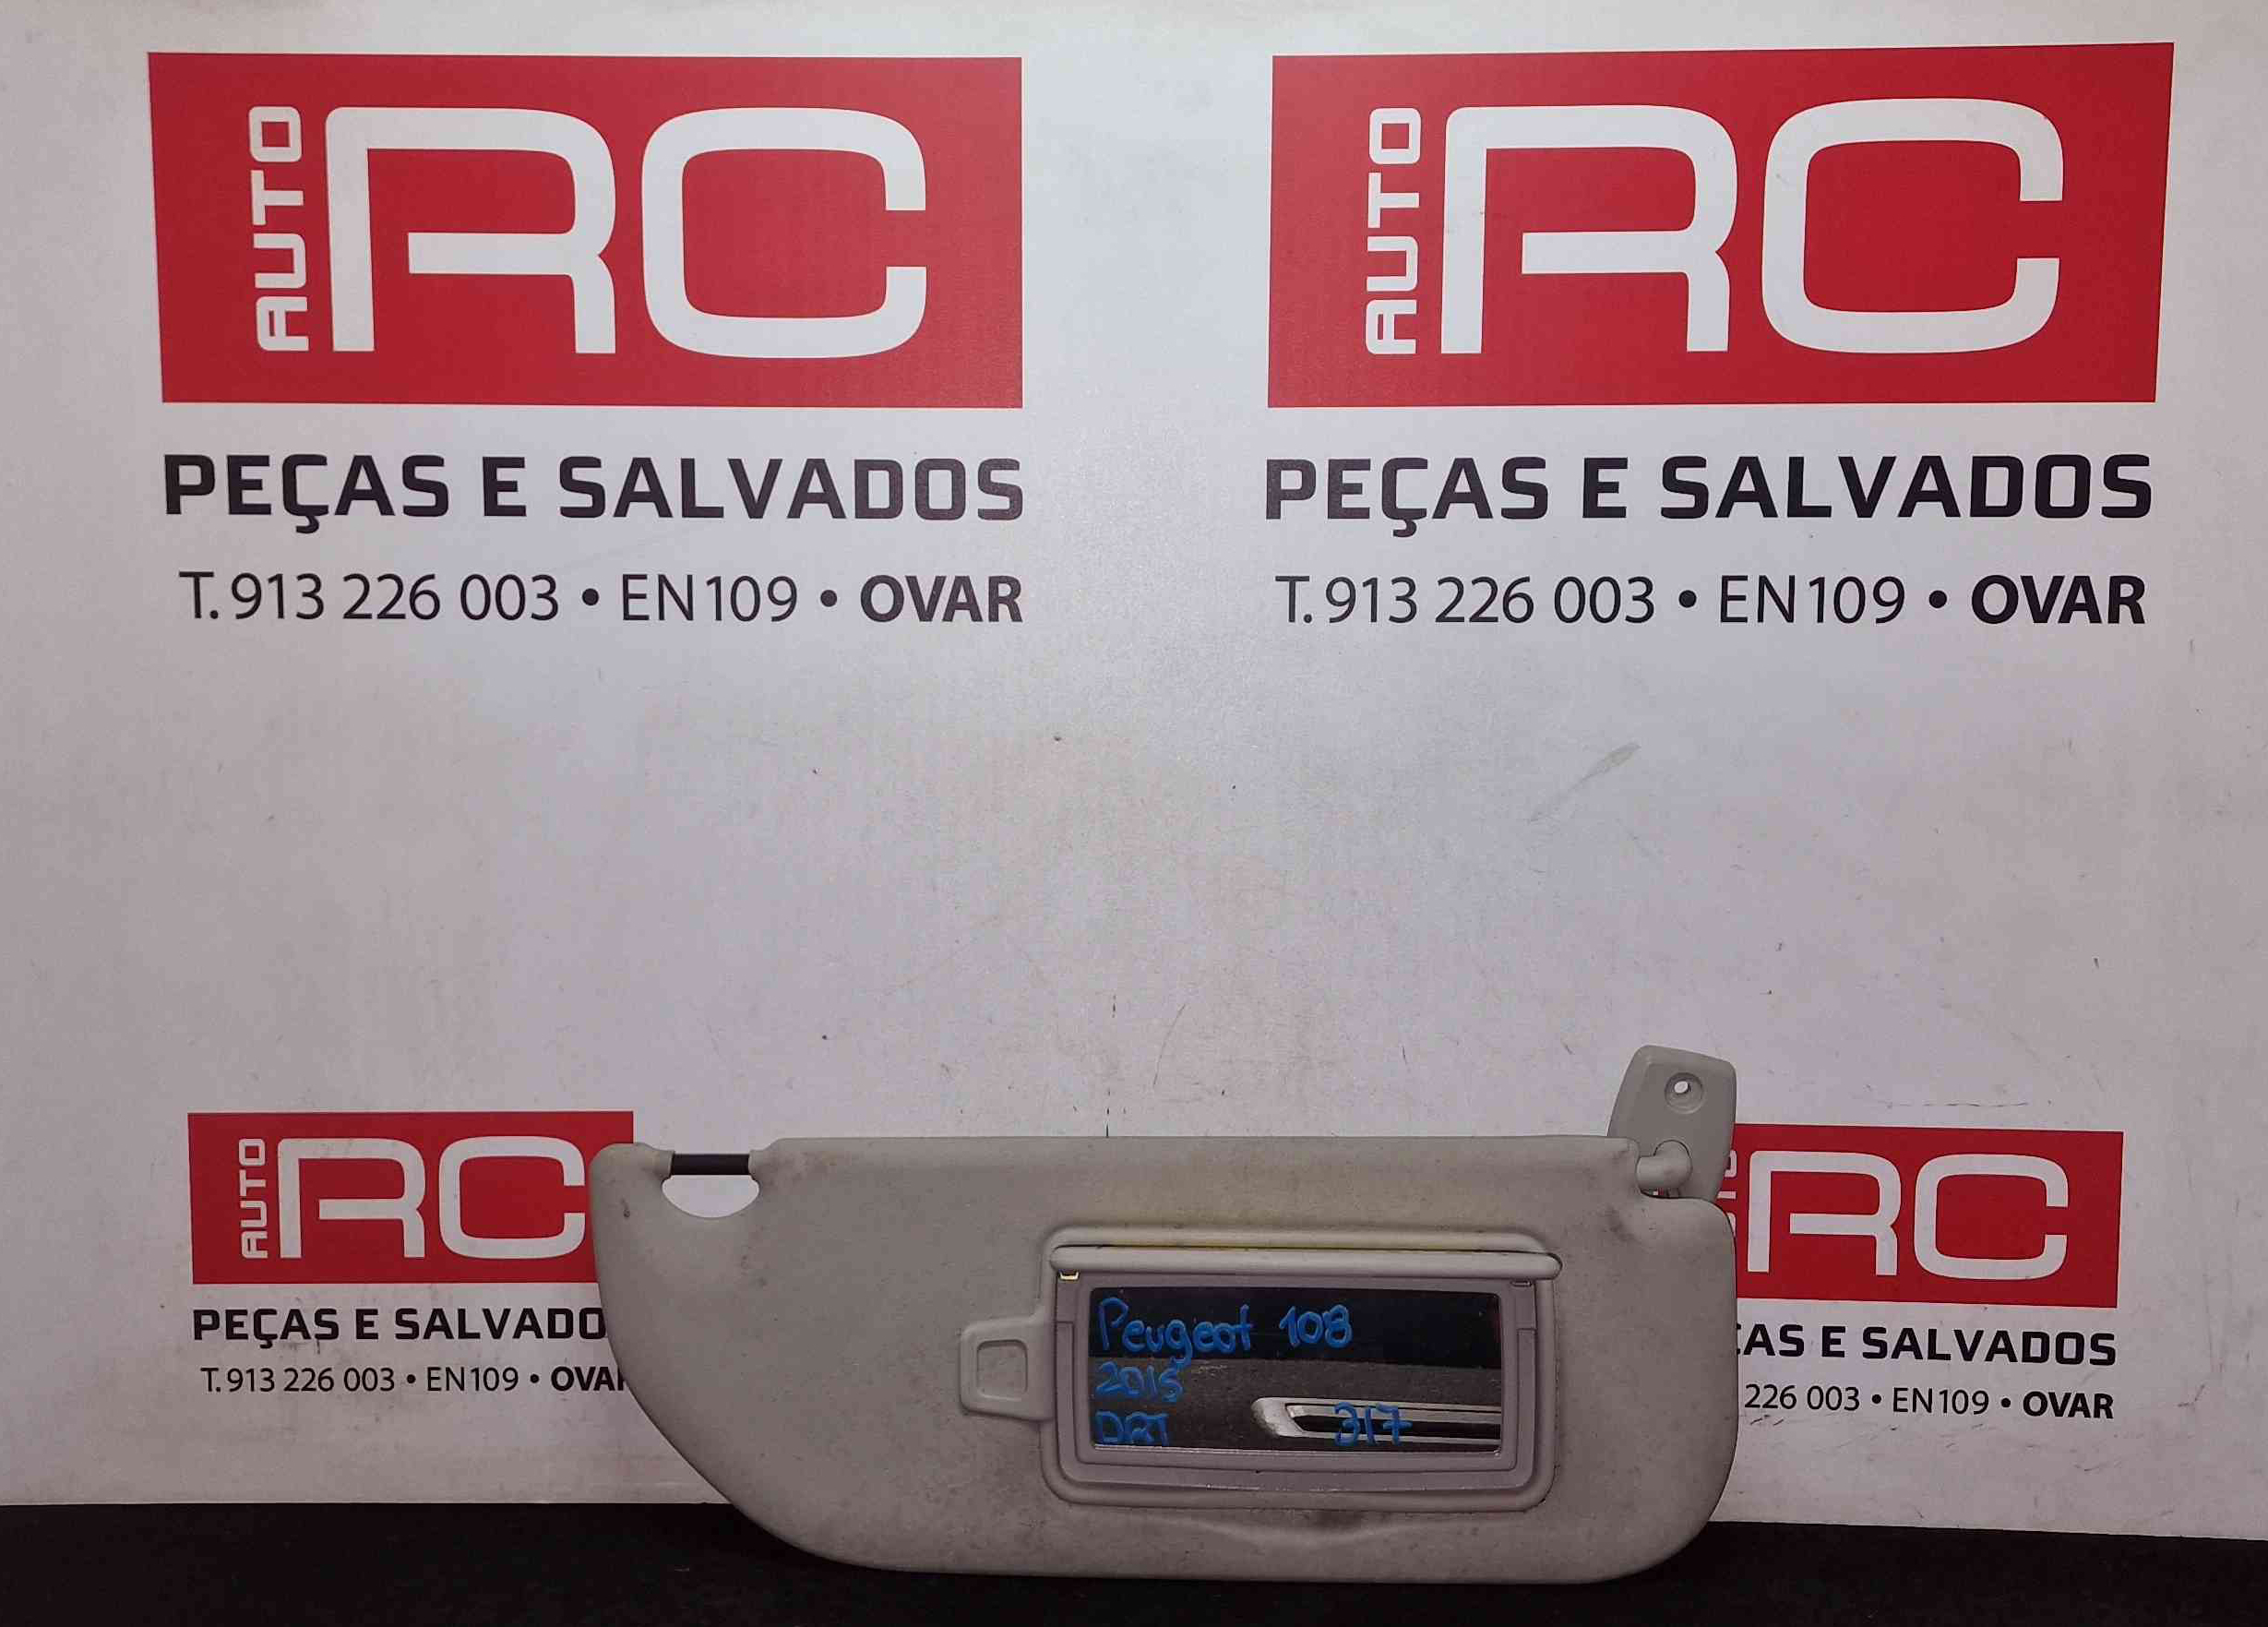 AUTO RC
PEÇAS E SALVADOS
T. 913 226 003 • EN109 • OVAR
AUTO RC
PEÇAS E SALVADOS
T. 913 226 003 • EN109 • OVAR
AUTO RC
PEÇAS E SALVADO
T. 913 226 003 • EN109 • OVA
Peugeot 108
2015
DRT 317
RC
ÇAS E SALVADOS
226 003 • EN109 • OVAR